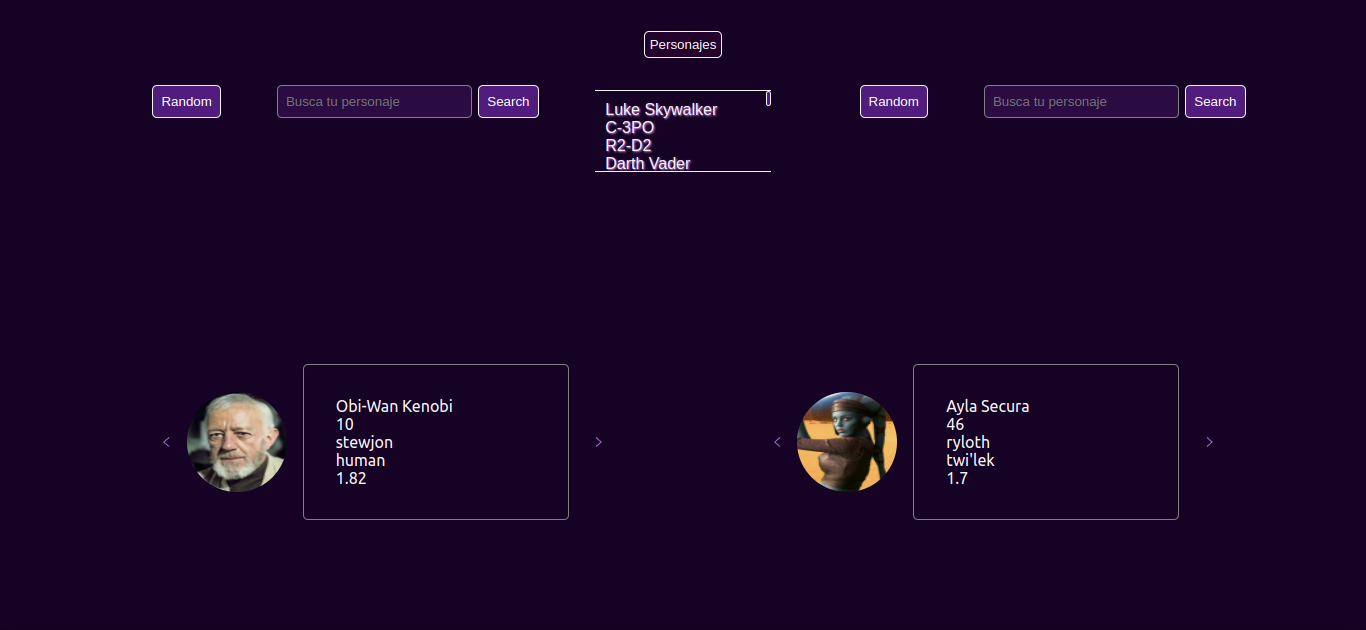 Personajes
Random
Busca tu personaje
Search
Luke Skywalker
C-3PO
R2-D2
Darth Vader
Random
Busca tu personaje
Search
<
Obi-Wan Kenobi
10
stewjon
human
1.82
>
<
Ayla Secura
46
ryloth
twi'lek
1.7
>